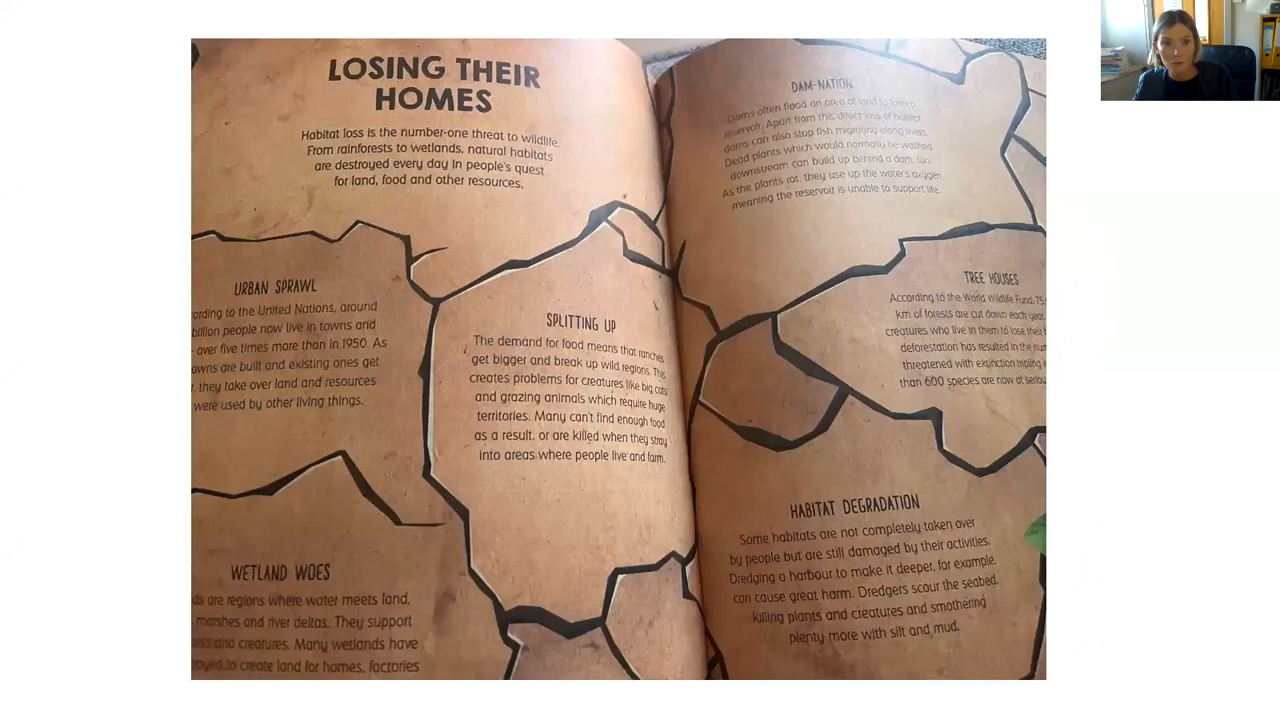 LOSING THEIR
HOMES
Habitat loss is the number-one threat to wildlife.
From rainforests to wetlands, natural habitats
are destroyed every day in people's quest
for land, food and other resources.
URBAN SPRAWL
ording to the United Nations, around
billion people now live in towns and
over five times more than in 1950. As
owns are built and existing ones get
r, they take over land and resources
were used by other living things.
WETLAND WOES
ds are regions where water meets land,
marshes and river deltas. They support
and creatures. Many wetlands have
oyed to create land for homes, factories
SPLITTING UP
The demand for food means that ranches
get bigger and break up wild regions. This
creates problems for creatures like big cats
and grazing animals which require huge
territories. Many can't find enough food
as a result, or are killed when they stray
into areas where people live and farm.
DAM-NATION
Dams often flood an area of land to form a
reservoir. Apart from this direct loss of habitat
dams can also stop fish migrating along rivers.
Dead plants which would normally be washed
downstream can build up behind a dam, too.
As the plants rot, they use up the water's oxygen
meaning the reservoir is unable to support life.
TREE HOUSES
According to the World Wildlife Fund, 75,
km of forests are cut down each year,
creatures who live in them to lose their
deforestation has resulted in the num
threatened with extinction tripling i
than 600 species are now at seriou
HABITAT DEGRADATION
Some habitats are not completely taken over
by people but are still damaged by their activities.
Dredging a harbour to make it deeper, for example,
can cause great harm. Dredgers scour the seabed,
killing plants and creatures and smothering
plenty more with silt and mud.